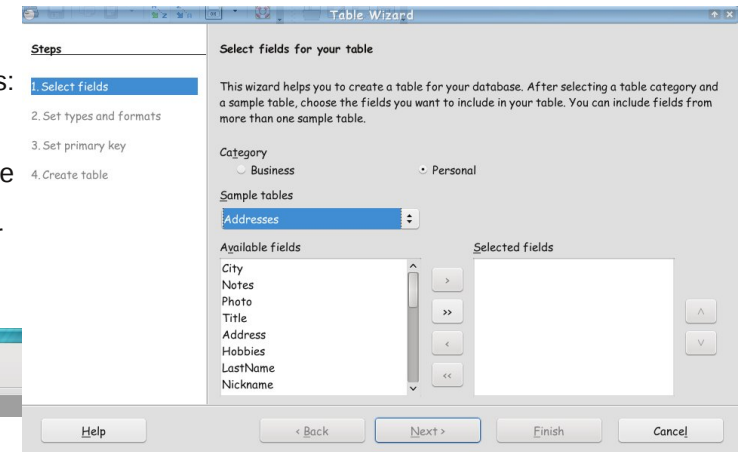 Table Wizard
s:
e
Steps
1. Select fields
2. Set types and formats
3. Set primary key
4. Create table
Select fields for your table
This wizard helps you to create a table for your database. After selecting a table category and
a sample table, choose the fields you want to include in your table. You can include fields from
more than one sample table.
Category
Business
Personal
Sample tables
Addresses
Available fields
Selected fields
City
Notes
Photo
Title
Address
Hobbies
LastName
Nickname
>
>>
<
<<
Help
< Back
Next >
Finish
Cancel